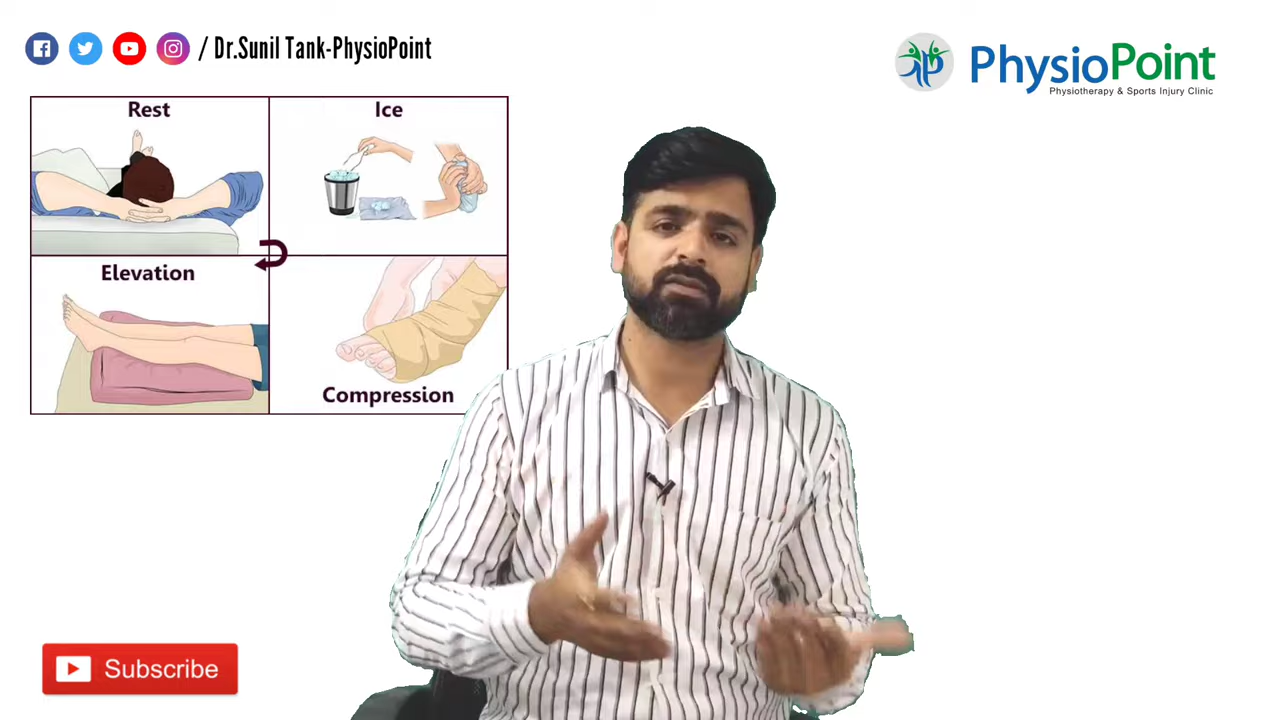 / Dr.Sunil Tank-PhysioPoint
PhysioPoint
Physiotherapy & Sports Injury Clinic
Rest
Ice
Elevation
Compression
Subscribe